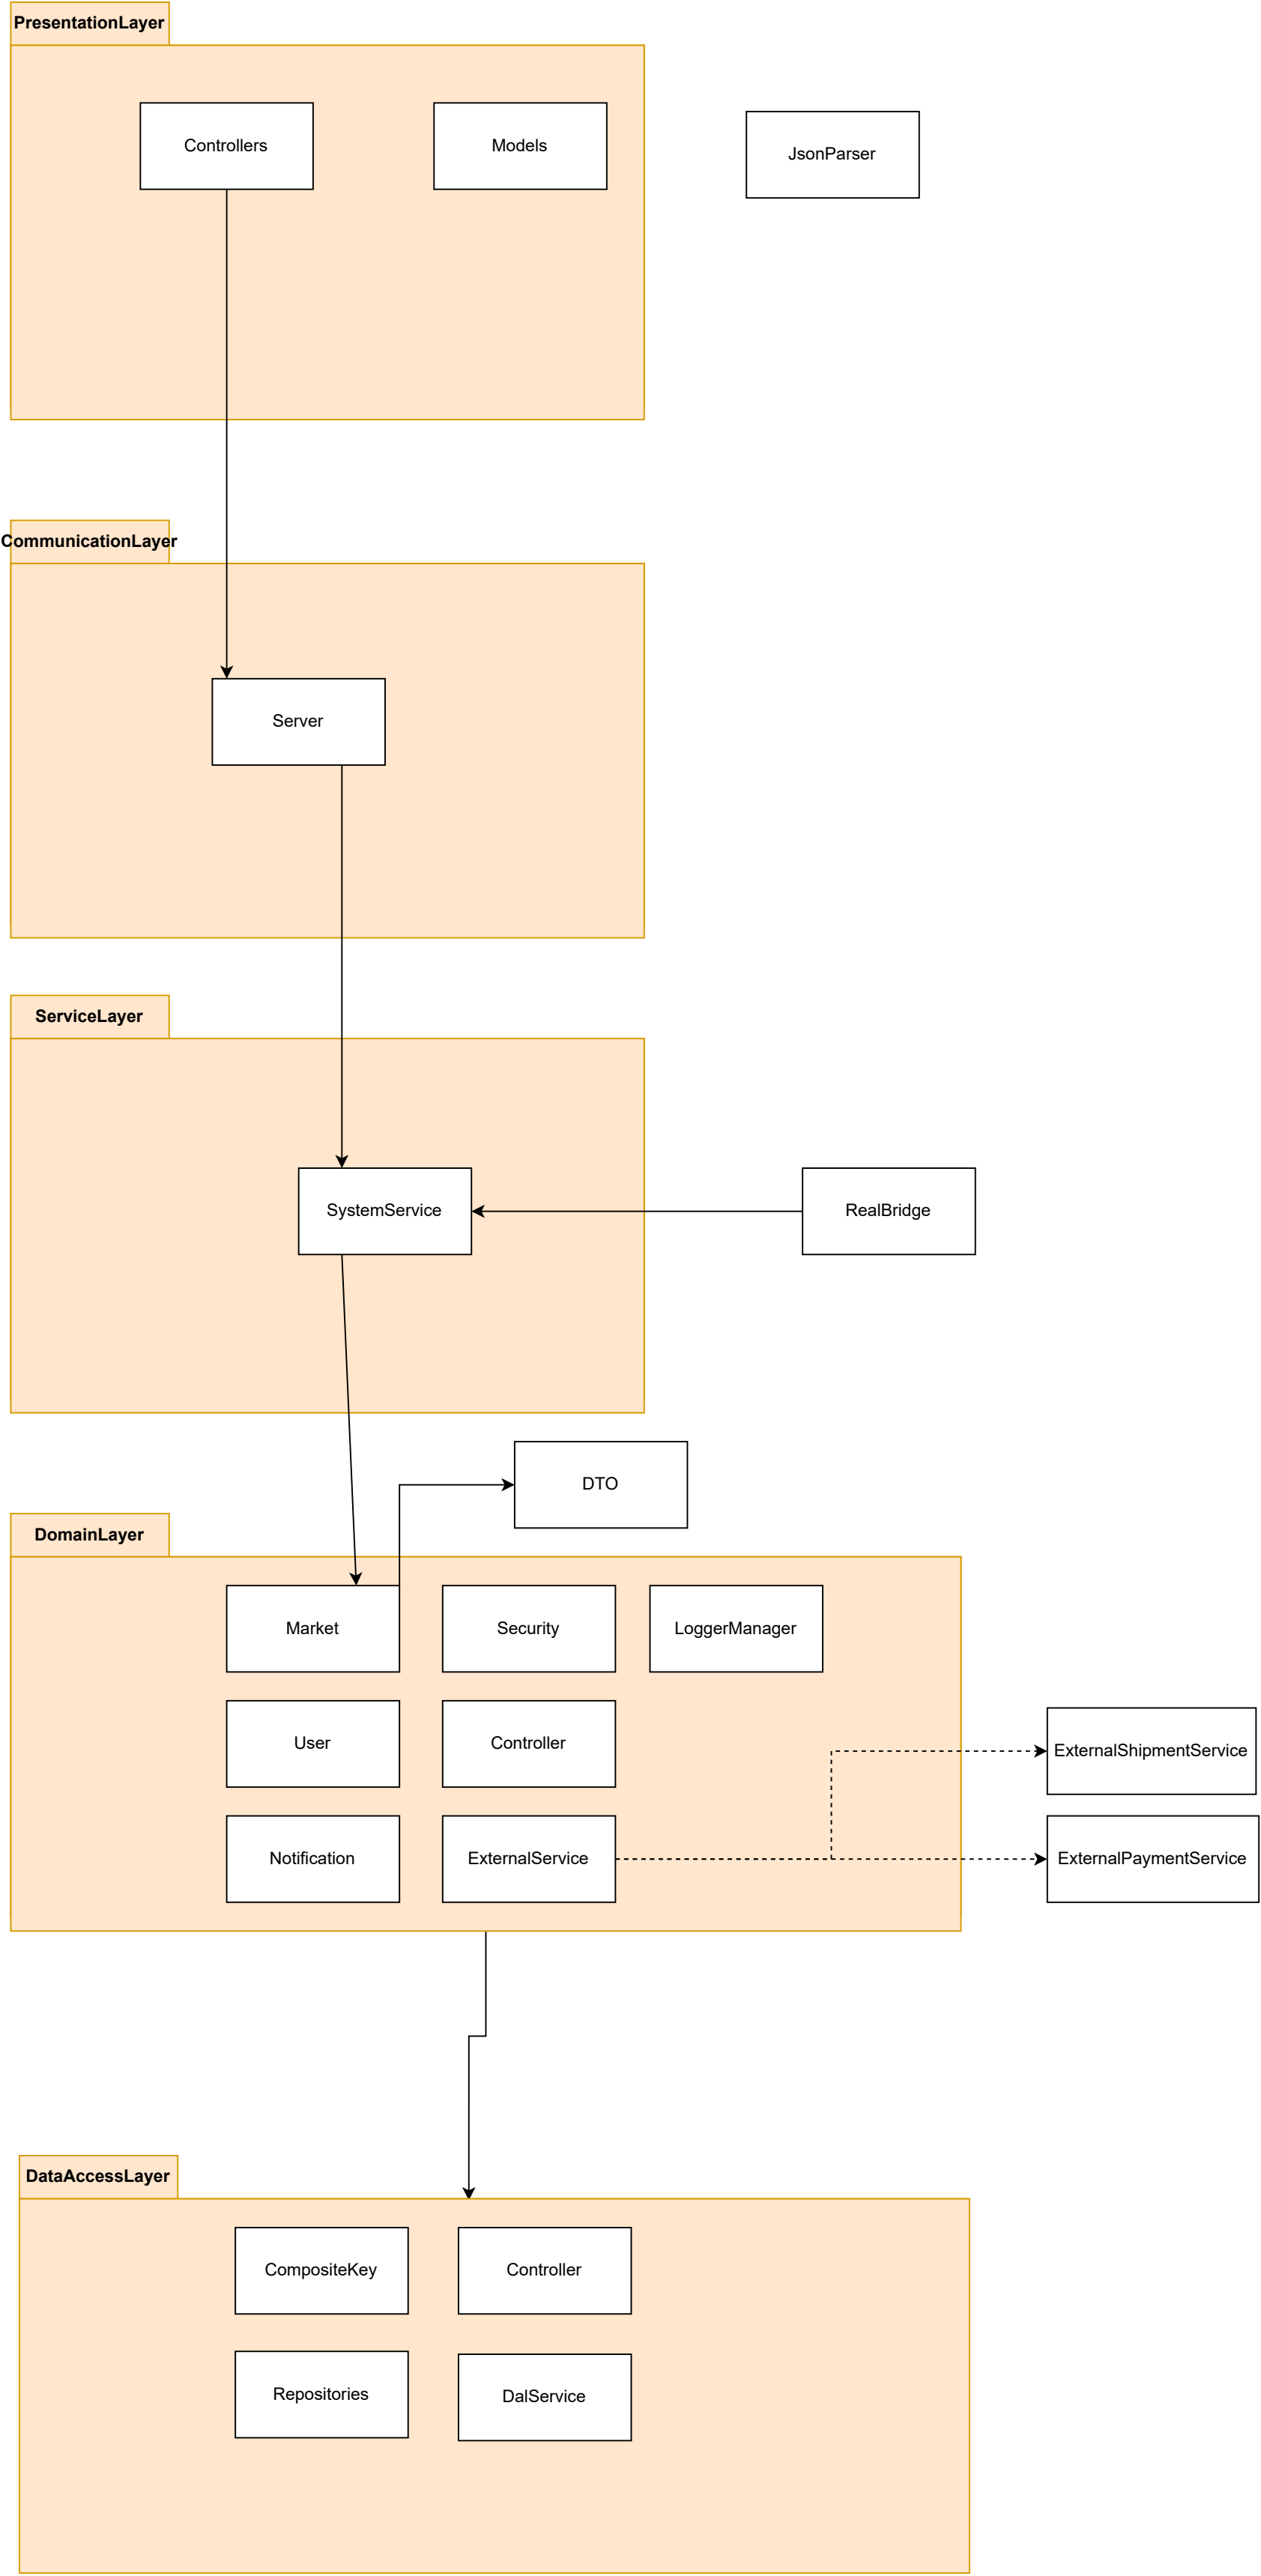 PresentationLayer
Controllers
Models
JsonParser
CommunicationLayer
Server
ServiceLayer
SystemService
RealBridge
DTO
DomainLayer
Market
Security
LoggerManager
User
Controller
ExternalShipmentService
Notification
ExternalService
ExternalPaymentService
DataAccessLayer
CompositeKey
Controller
Repositories
DalService